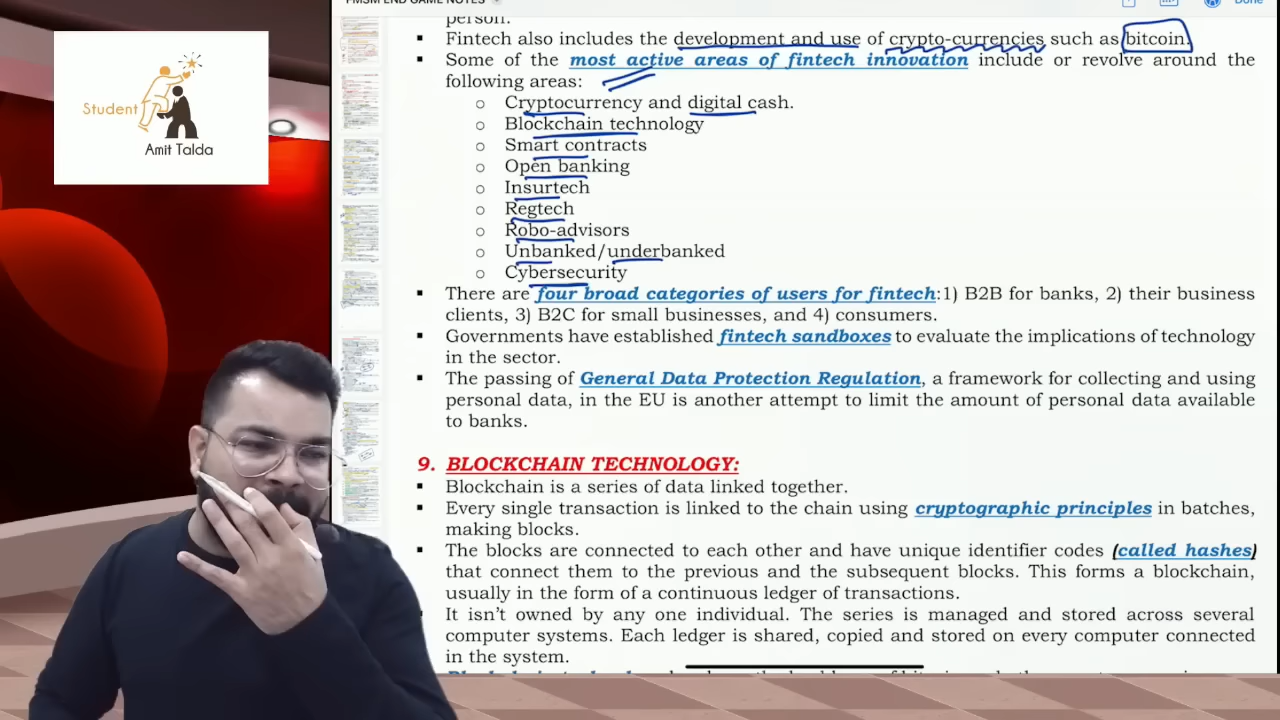 FMSM END GAME NOTES
Done
Student
Amit Talda
person.
Fintech also includes the development and use of crypto-currencies such as bitcoin.
Some of the most active areas of fintech innovation include or revolve around the
following areas:
Cryptocurrency and digital cash
Blockchain technology
Smart contracts
Open banking
Insurtech
Regtech
Robo-advisors
Unbanked/underbanked
Cybersecurity
There are four broad categories of users for fintech: 1) B2B for banks, 2) their business
clients, 3) B2C for small businesses, and 4) consumers.
Governments have established fintech sandboxes to evaluate the implications of technology
in the sector.
The passing of General Data Protection Regulation, a framework for collecting and using
personal data, in the EU is another attempt to limit the amount of personal data available
to banks.
9. BLOCKCHAIN TECHNOLOGY:
Blockchain is a series of data linked together.
Every new transaction is linked to the chain using cryptographic principles in batches,
making blocks.
The blocks are connected to each other and have unique identifier codes (called hashes)
that connect them to the previous and the subsequent blocks. This forms a blockchain,
usually in the form of a continuous ledger of transactions.
It isn't owned by any one individual. The series is managed and stored across several
computer systems. Each ledger is shared, copied and stored on every computer connected
in the system.